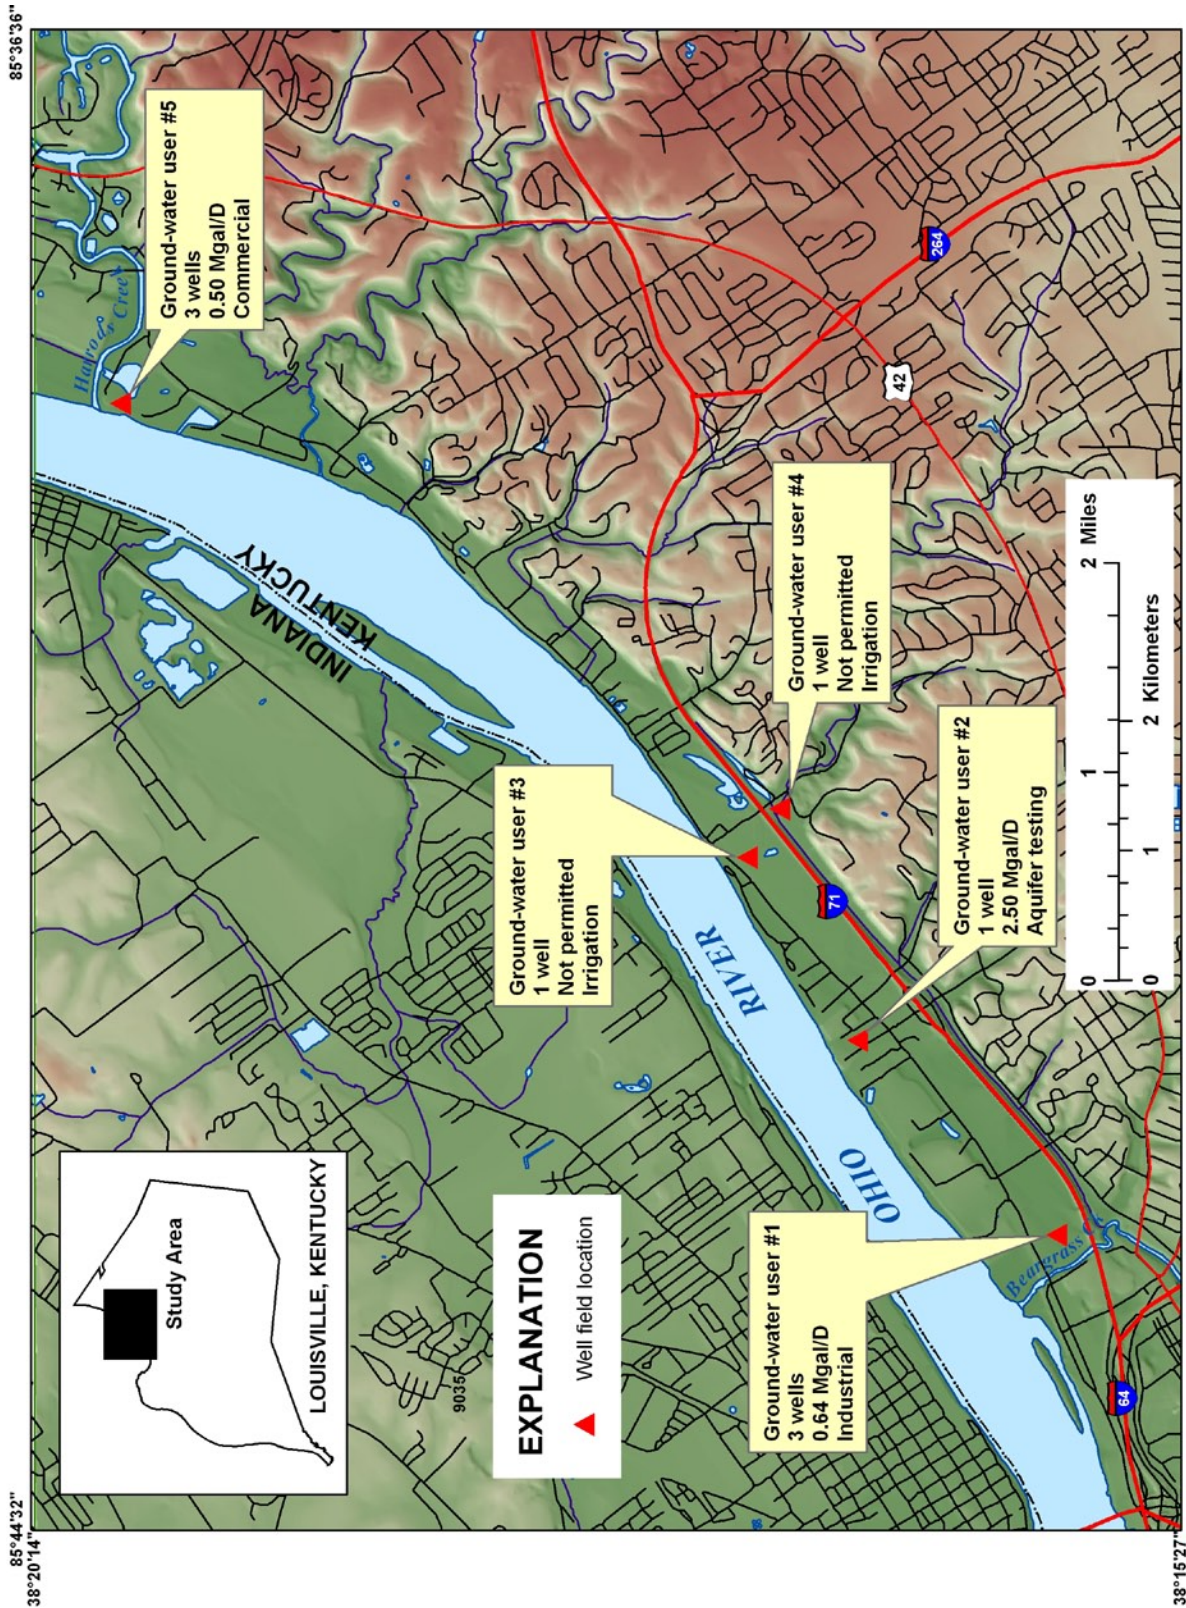 85°44'32"
38°20'14"
85°36'36"
38°15'27"
Study Area
LOUISVILLE, KENTUCKY
9035
EXPLANATION
Well field location
INDIANA
KENTUCKY
Harrods Creek
Ground-water user #5
3 wells
0.50 Mgal/D
Commercial
Ground-water user #3
1 well
Not permitted
Irrigation
Ground-water user #4
1 well
Not permitted
Irrigation
Ground-water user #2
1 well
2.50 Mgal/D
Aquifer testing
Ground-water user #1
3 wells
0.64 Mgal/D
Industrial
OHIO
RIVER
Beargrass Cr
264
42
71
64
0 1 2 Miles
0 1 2 Kilometers